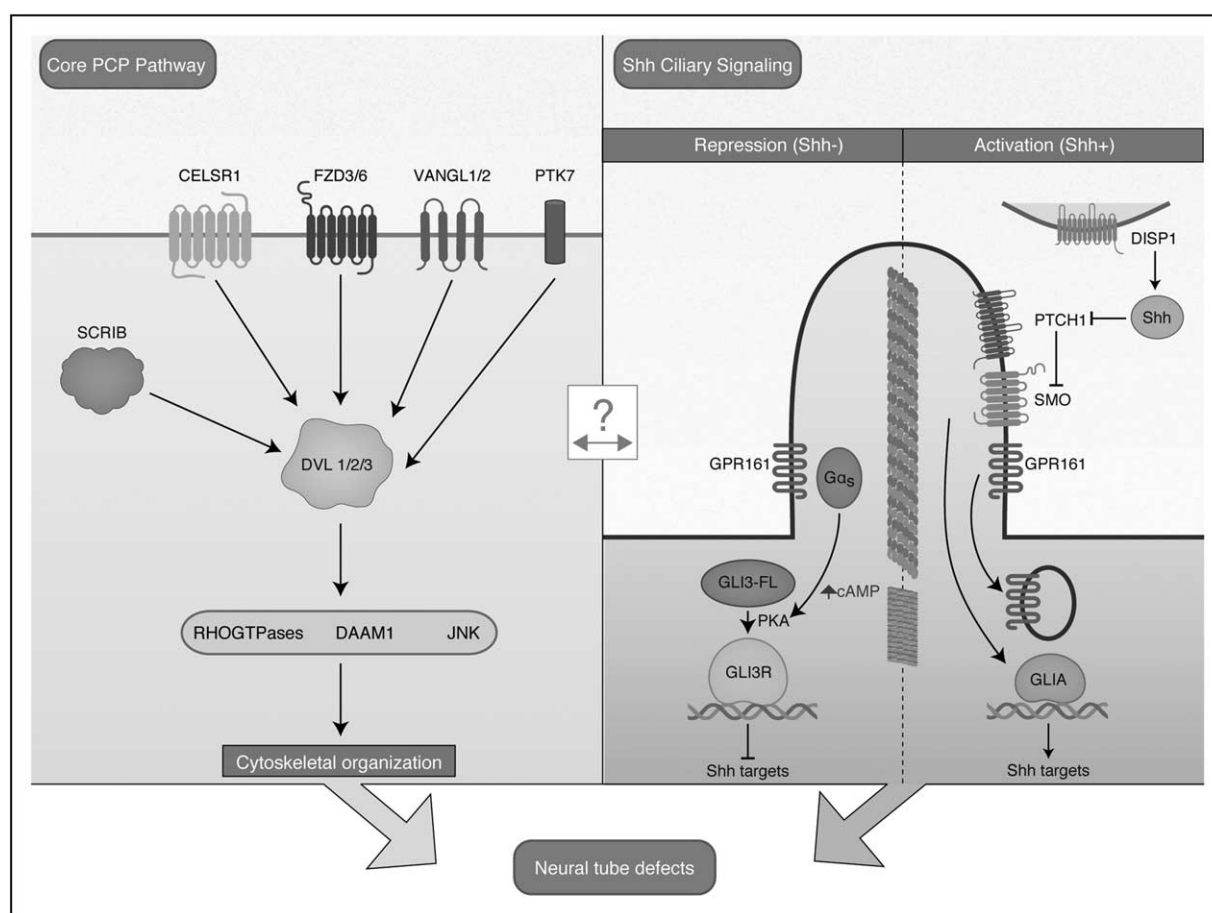 Core PCP Pathway
CELSR1
FZD3/6
VANGL1/2
PTK7
SCRIB
DVL 1/2/3
RHOGTPases DAAM1 JNK
Cytoskeletal organization
?
Shh Ciliary Signaling
Repression (Shh-)
Activation (Shh+)
DISP1
Shh
PTCH1
SMO
GPR161
Gαs
GPR161
GLI3-FL
cAMP
PKA
GLI3R
GLIA
Shh targets
Shh targets
Neural tube defects